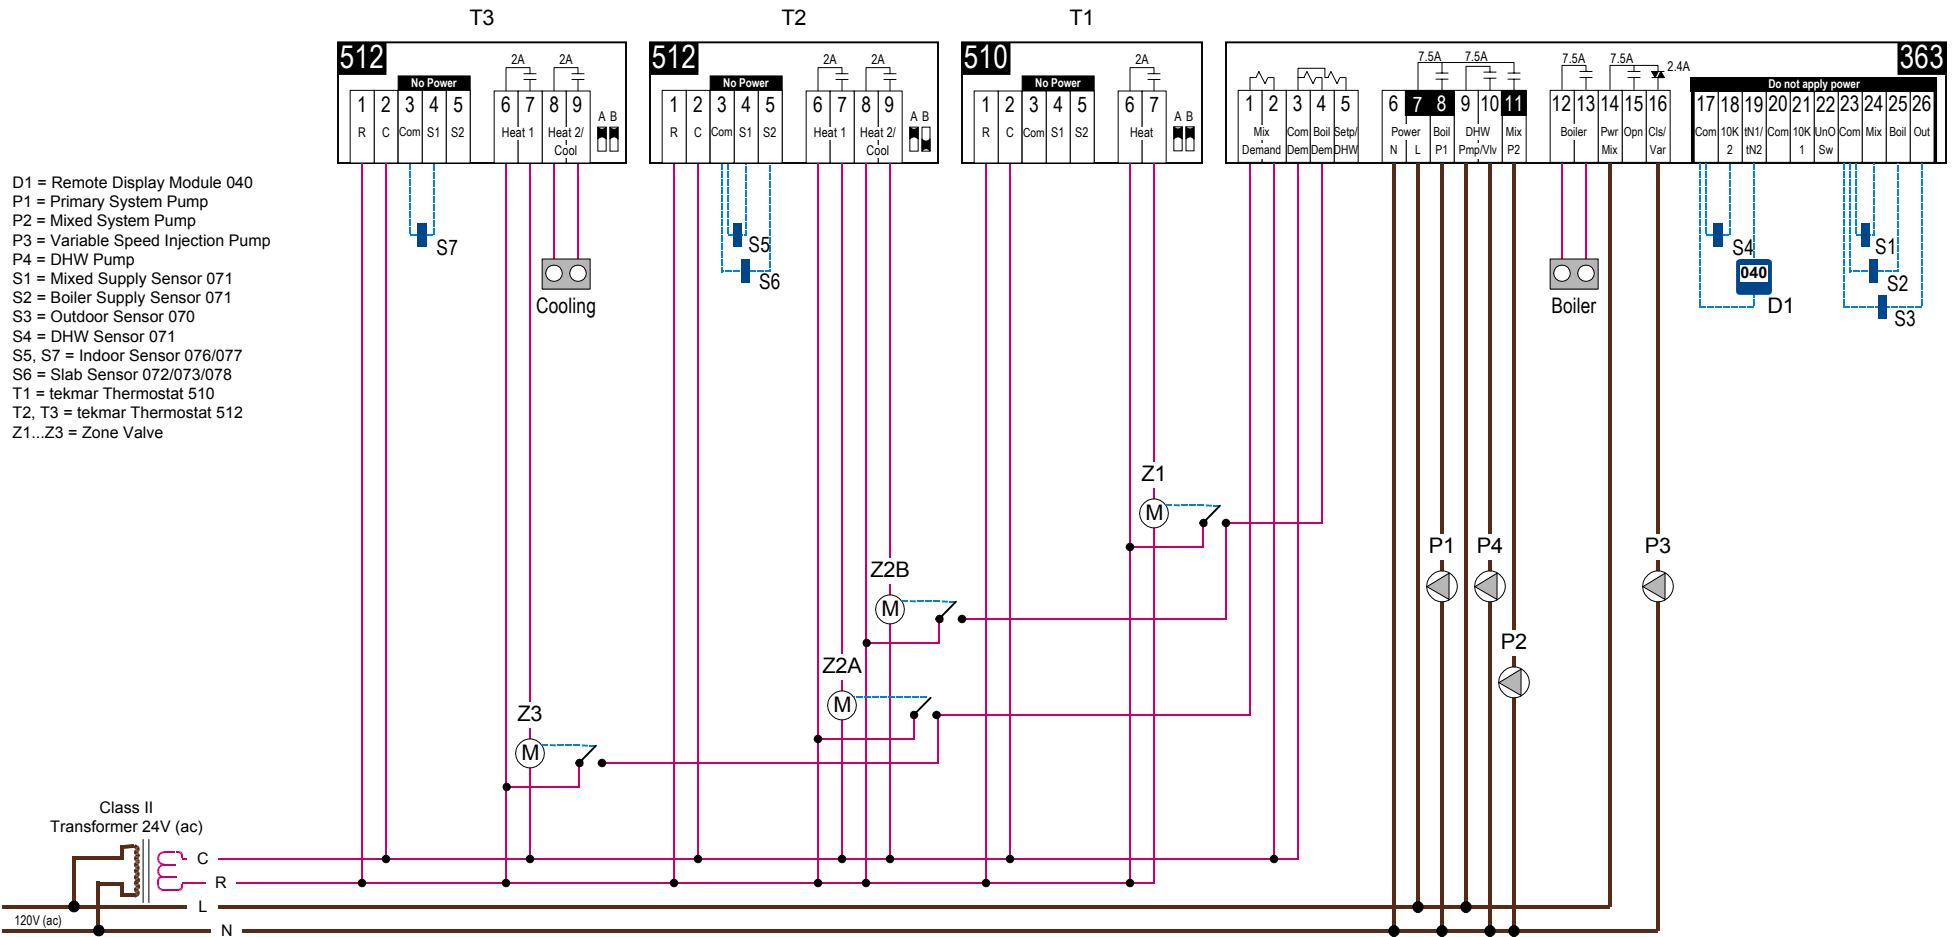 T3
T2
T1
512
512
510
363
2A 2A
2A 2A
2A
7.5A 7.5A
7.5A 7.5A
2.4A
No Power
No Power
No Power
Do not apply power
1 2 3 4 5 6 7 8 9
R C Com S1 S2 Heat 1 Heat 2/
Cool
A B
1 2 3 4 5 6 7 8 9
R C Com S1 S2 Heat 1 Heat 2/
Cool
A B
1 2 3 4 5 6 7
R C Com S1 S2 Heat
A B
1 2 3 4 5 6 7 8 9 10 11 12 13 14 15 16 17 18 19 20 21 22 23 24 25 26
Mix Com Boil Setp/ Power Boil DHW Mix Boiler Pwr Opn Cls/ Com 10K tN1/ Com 10K UnO Com Mix Boil Out
Demand Dem Dem DHW N L P1 Pmp/Vlv P2 Mix Var 2 tN2 1 Sw
D1 = Remote Display Module 040
P1 = Primary System Pump
P2 = Mixed System Pump
P3 = Variable Speed Injection Pump
P4 = DHW Pump
S1 = Mixed Supply Sensor 071
S2 = Boiler Supply Sensor 071
S3 = Outdoor Sensor 070
S4 = DHW Sensor 071
S5, S7 = Indoor Sensor 076/077
S6 = Slab Sensor 072/073/078
T1 = tekmar Thermostat 510
T2, T3 = tekmar Thermostat 512
Z1...Z3 = Zone Valve
S7
S5
S6
S4
S1
040
S2
Cooling
Boiler
D1
S3
Z1
M
P1
P4
P3
Z2B
M
P2
Z2A
M
Z3
M
Class II
Transformer 24V (ac)
C
R
L
120V (ac)
N